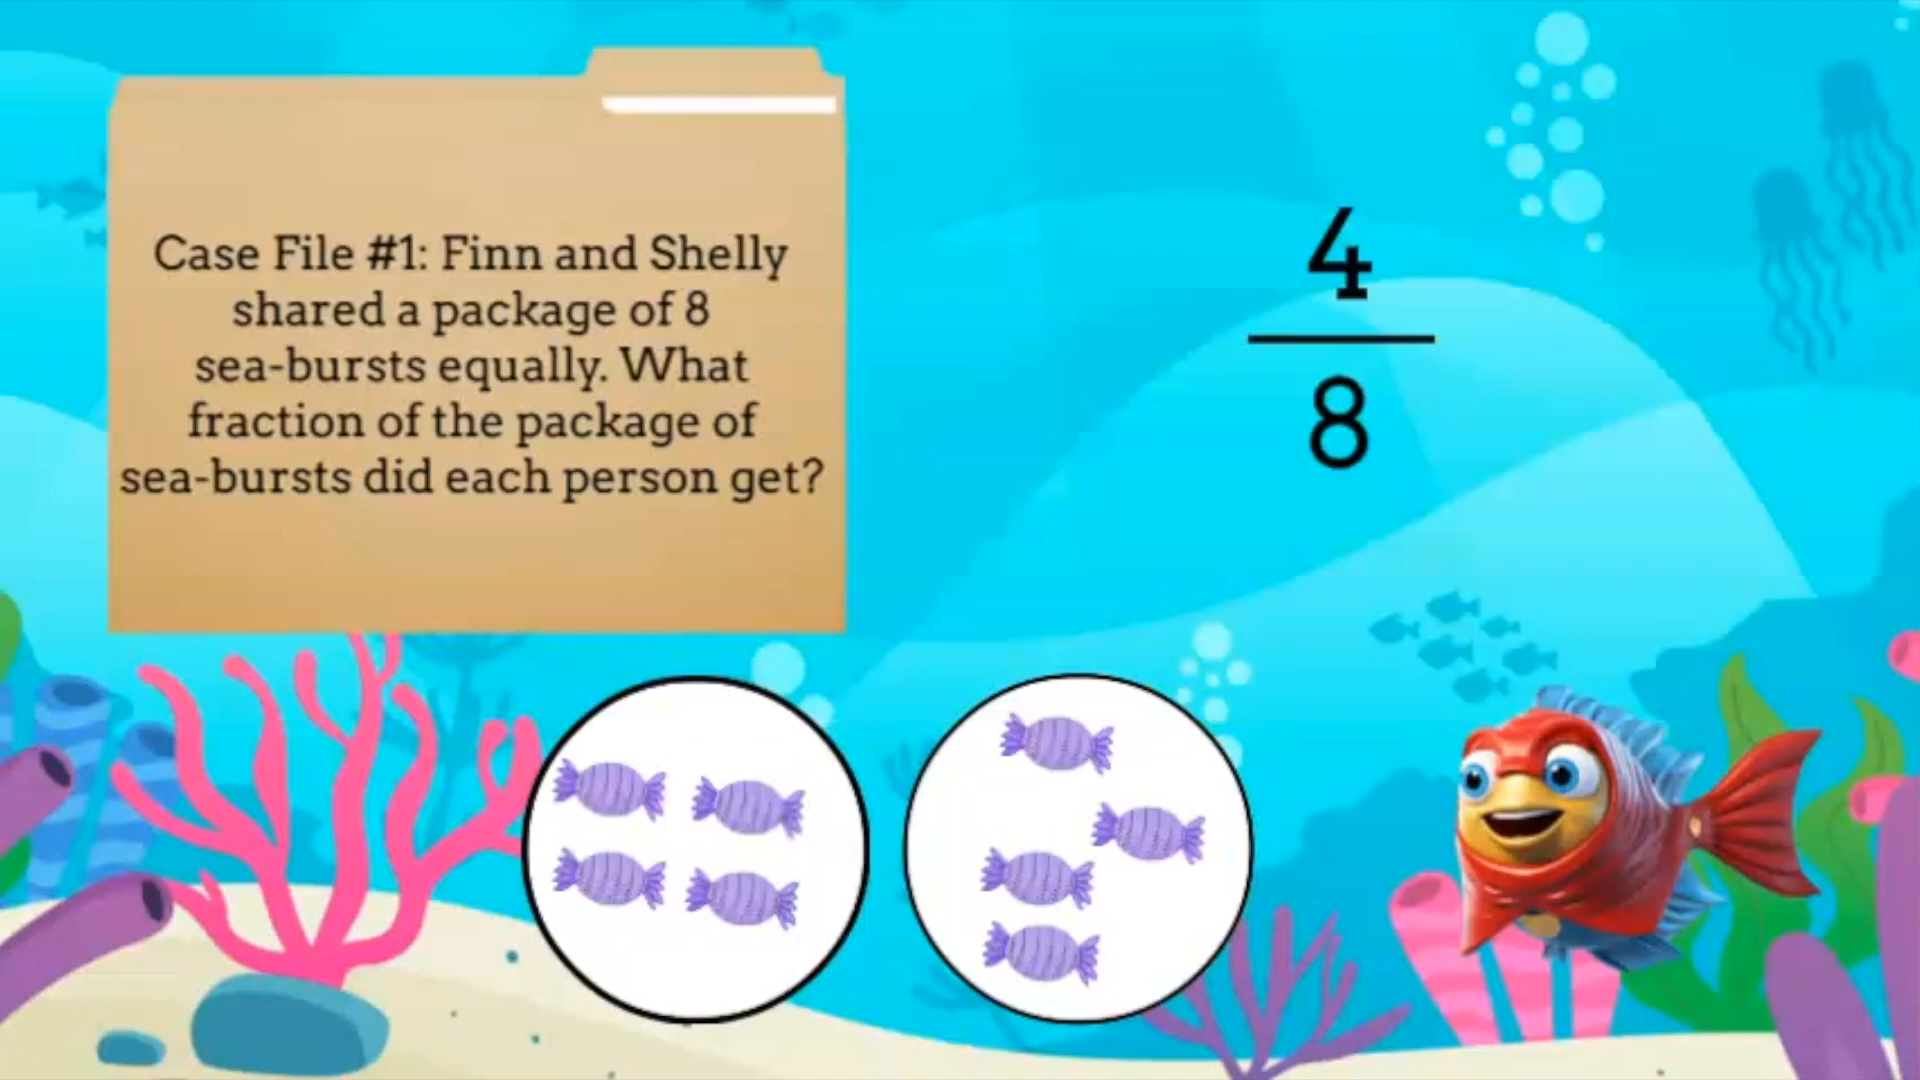 Case File #1: Finn and Shelly
shared a package of 8
sea-bursts equally. What
fraction of the package of
sea-bursts did each person get?
4
8